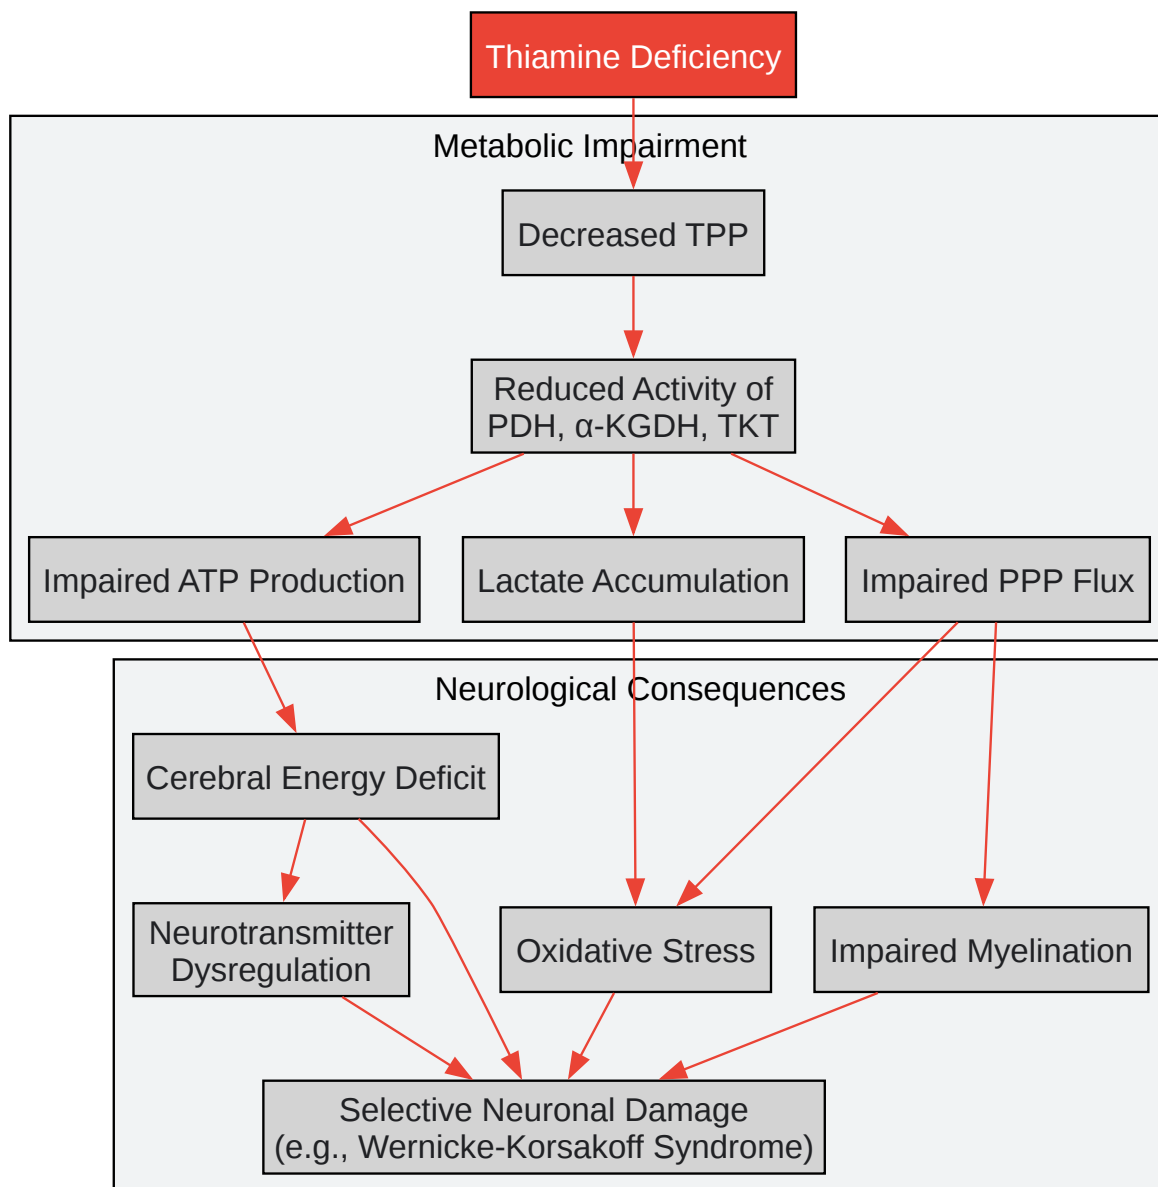 Thiamine Deficiency
Metabolic Impairment
Decreased TPP
Reduced Activity of
PDH, α-KGDH, TKT
Impaired ATP Production
Lactate Accumulation
Impaired PPP Flux
Neurological Consequences
Cerebral Energy Deficit
Neurotransmitter
Dysregulation
Oxidative Stress
Impaired Myelination
Selective Neuronal Damage
(e.g., Wernicke-Korsakoff Syndrome)